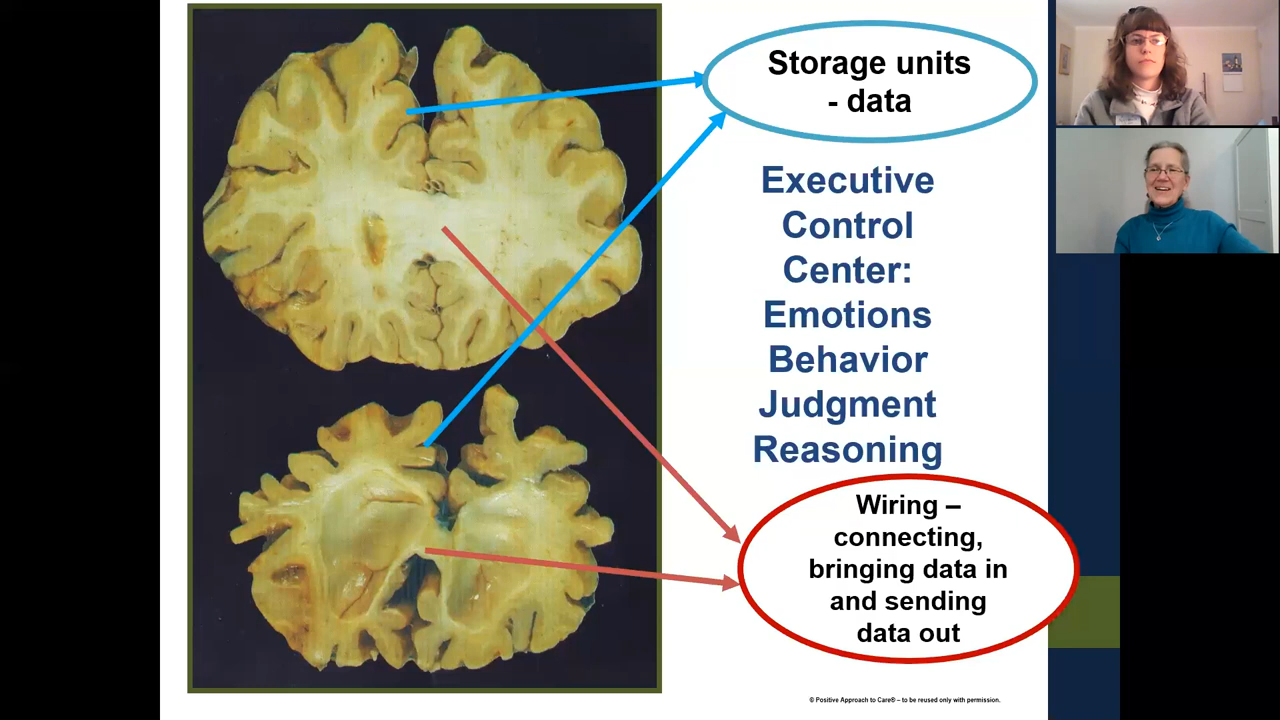 Storage units
- data
Executive
Control
Center:
Emotions
Behavior
Judgment
Reasoning
Wiring –
connecting,
bringing data in
and sending
data out
© Positive Approach to Care® – to be reused only with permission.